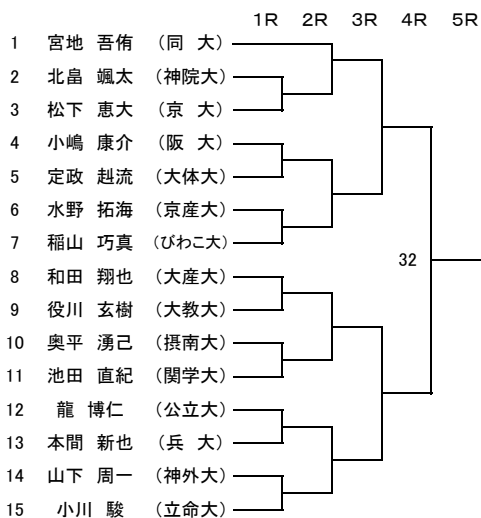 1R 2R 3R 4R 5R
1 宮地 吾侑 (同 大)
2 北畠 颯太 (神院大)
3 松下 恵大 (京 大)
4 小嶋 康介 (阪 大)
5 定政 赳流 (大体大)
6 水野 拓海 (京産大)
7 稲山 巧真 (びわこ大)
32
8 和田 翔也 (大産大)
9 役川 玄樹 (大教大)
10 奥平 湧己 (摂南大)
11 池田 直紀 (関学大)
12 龍 博仁 (公立大)
13 本間 新也 (兵 大)
14 山下 周一 (神外大)
15 小川 駿 (立命大)